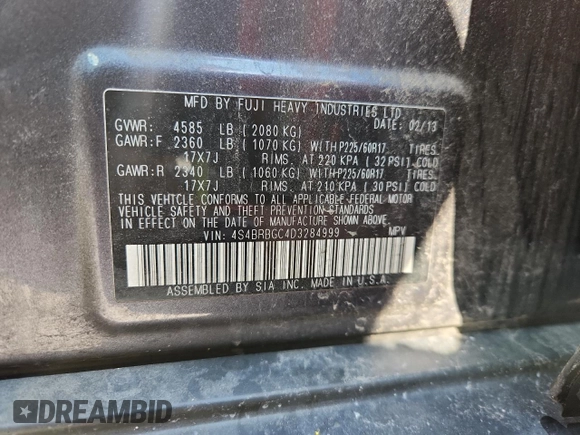 MFD BY FUJI HEAVY INDUSTRIES LTD.
GVWR: 4585 LB (2080 KG) DATE: 02/13
GAWR:F 2360 LB (1070 KG) WITH P225/60R17 TIRES.
17X7J RIMS. AT 220 KPA (32 PSI) COLD
GAWR:R 2340 LB (1060 KG) WITH P225/60R17 TIRES.
17X7J RIMS. AT 210 KPA (30 PSI) COLD
THIS VEHICLE CONFORMS TO ALL APPLICABLE FEDERAL MOTOR
VEHICLE SAFETY AND THEFT PREVENTION STANDARDS
IN EFFECT ON THE DATE OF MANUFACTURE SHOWN ABOVE.
VIN: 4S4BRBGC4D3284999 MPV
ASSEMBLED BY SIA INC. MADE IN U.S.A.
DREAMBID